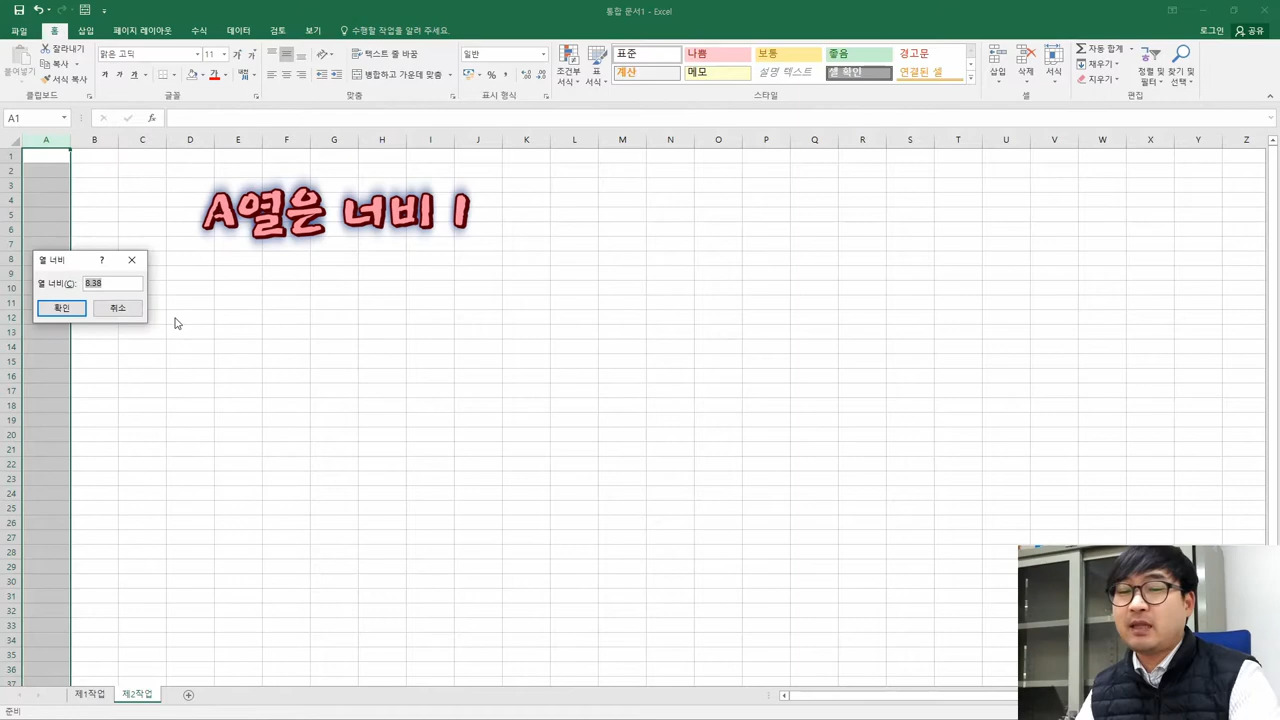 통합 문서1 - Excel
파일 홈 삽입 페이지 레이아웃 수식 데이터 검토 보기 수행할 작업을 알려 주세요. 로그인 공유
붙여넣기 잘라내기 복사 서식 복사 클립보드
맑은 고딕 11 가 가 가 가 글꼴
텍스트 줄 바꿈 병합하고 가운데 맞춤 맞춤
일반 % , 표시 형식
조건부 서식 표 서식
표준 나쁨 보통 좋음 경고문
계산 메모 설명 텍스트 셀 확인 연결된 셀
스타일
삽입 삭제 서식 셀
자동 합계 채우기 지우기 정렬 및 필터 찾기 및 선택 편집
A1 fx
A B C D E F G H I J K L M N O P Q R S T U V W X Y Z
1
2
3
4
5
6
7
8
9
10
11
12
13
14
15
16
17
18
19
20
21
22
23
24
25
26
27
28
29
30
31
32
33
34
35
36
37
A열은 너비 1
열 너비 ?
열 너비(C): 8.38
확인 취소
제1작업 제2작업
준비